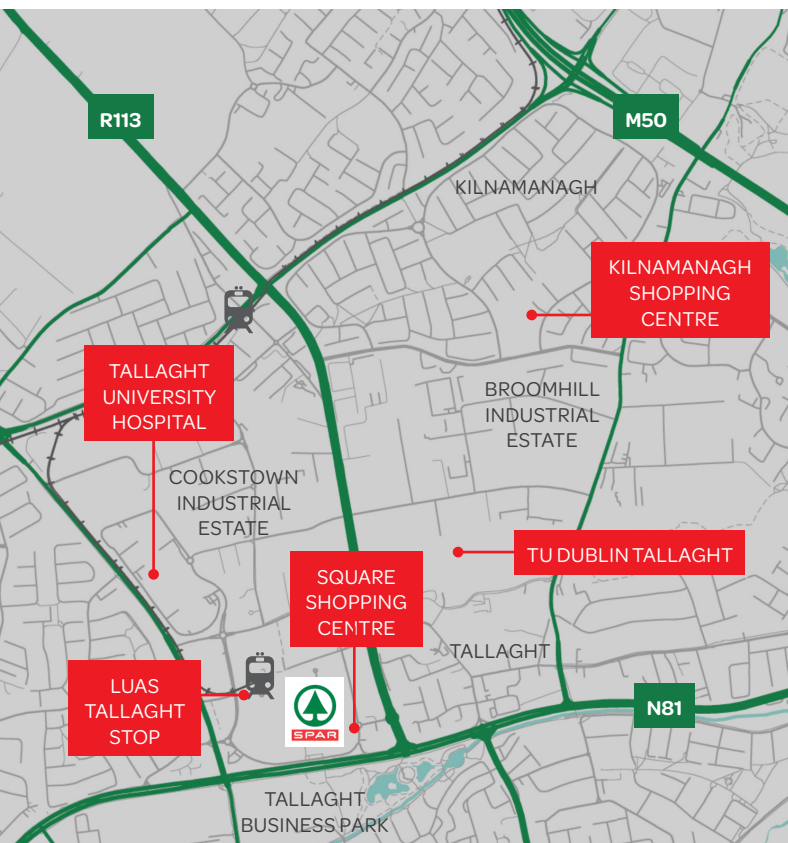 R113
M50
KILNAMANAGH
KILNAMANAGH
SHOPPING
CENTRE
TALLAGHT
UNIVERSITY
HOSPITAL
BROOMHILL
INDUSTRIAL
ESTATE
COOKSTOWN
INDUSTRIAL
ESTATE
TU DUBLIN TALLAGHT
SQUARE
SHOPPING
CENTRE
TALLAGHT
LUAS
TALLAGHT
STOP
SPAR
N81
TALLAGHT
BUSINESS PARK